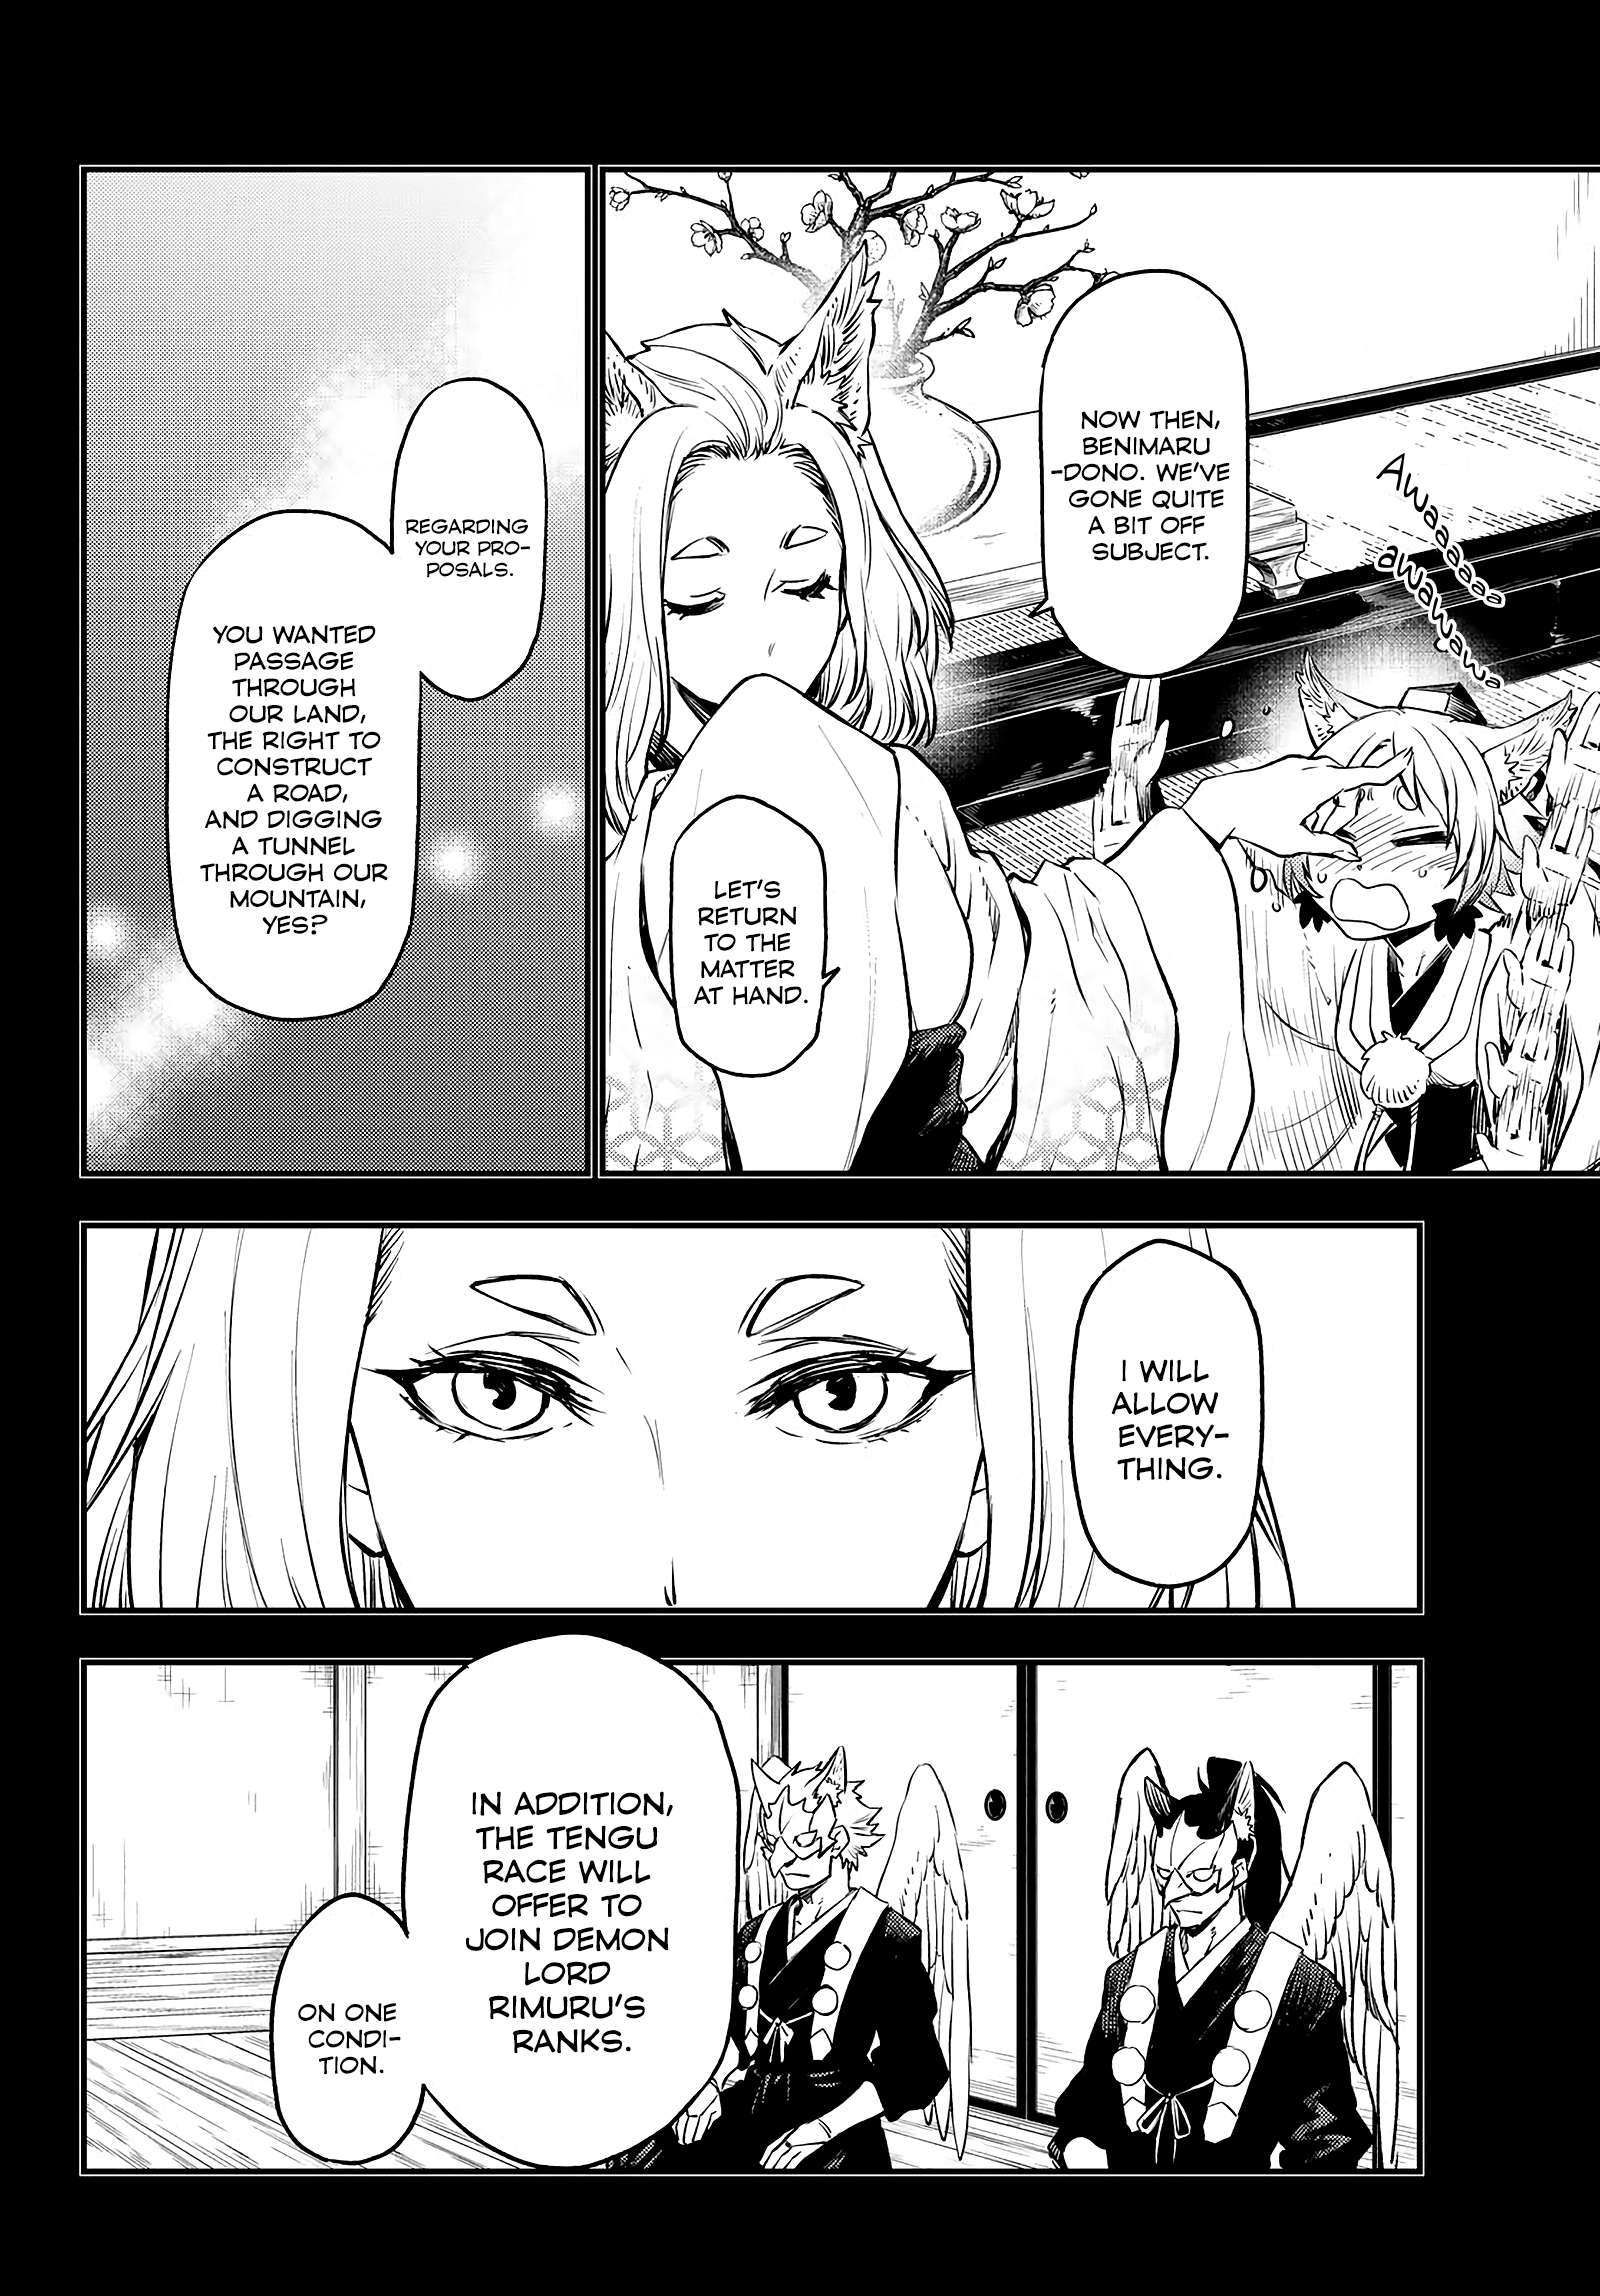 NOW THEN,
BENIMARU
-DONO. WE'VE
GONE QUITE
A BIT OFF
SUBJECT.
Awaaaaaa
awawawawa
LET'S
RETURN
TO THE
MATTER
AT HAND.
REGARDING
YOUR PRO-
POSALS.
YOU WANTED
PASSAGE
THROUGH
OUR LAND,
THE RIGHT TO
CONSTRUCT
A ROAD,
AND DIGGING
A TUNNEL
THROUGH OUR
MOUNTAIN,
YES?
I WILL
ALLOW
EVERY-
THING.
IN ADDITION,
THE TENGU
RACE WILL
OFFER TO
JOIN DEMON
LORD
RIMURU'S
RANKS.
ON ONE
CONDI-
TION.